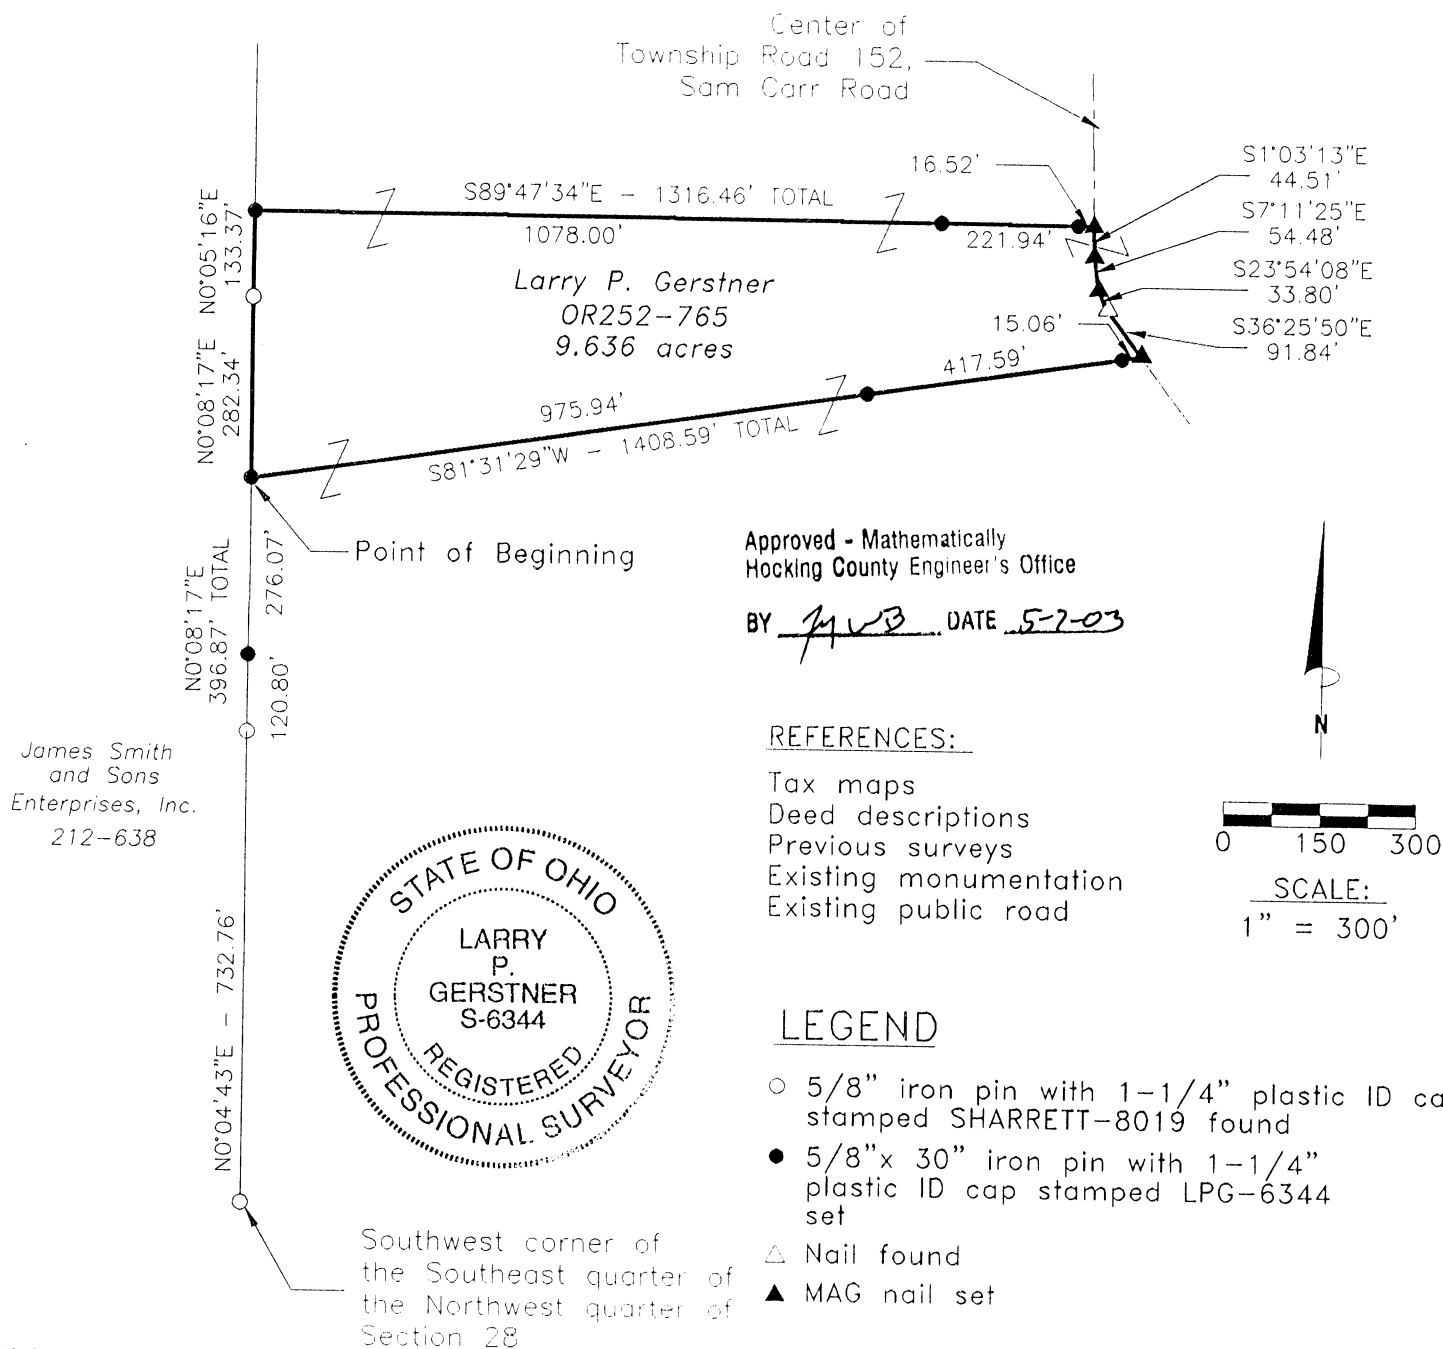 Center of
Township Road 152,
Sam Carr Road
16.52'
S1°03'13"E
44.51'
S7°11'25"E
54.48'
S23°54'08"E
33.80'
S36°25'50"E
91.84'
S89°47'34"E - 1316.46' TOTAL
1078.00'
221.94'
N0°05'16"E
133.37'
Larry P. Gerstner
OR252-765
9.636 acres
15.06'
417.59'
N0°08'17"E
282.34'
975.94'
S81°31'29"W - 1408.59' TOTAL
Point of Beginning
Approved - Mathematically
Hocking County Engineer's Office
BY DATE 5-7-03
N0°08'17"E
396.87' TOTAL
276.07'
120.80'
N
James Smith
and Sons
Enterprises, Inc.
212-638
REFERENCES:
Tax maps
Deed descriptions
Previous surveys
Existing monumentation
Existing public road
0 150 300
SCALE:
1" = 300'
STATE OF OHIO
LARRY
P.
GERSTNER
S-6344
REGISTERED
PROFESSIONAL SURVEYOR
N0°04'43"E - 732.76'
LEGEND
5/8" iron pin with 1-1/4" plastic ID ca
stamped SHARRETT-8019 found
5/8"x 30" iron pin with 1-1/4"
plastic ID cap stamped LPG-6344
set
Nail found
MAG nail set
Southwest corner of
the Southeast quarter of
the Northwest quarter of
Section 28